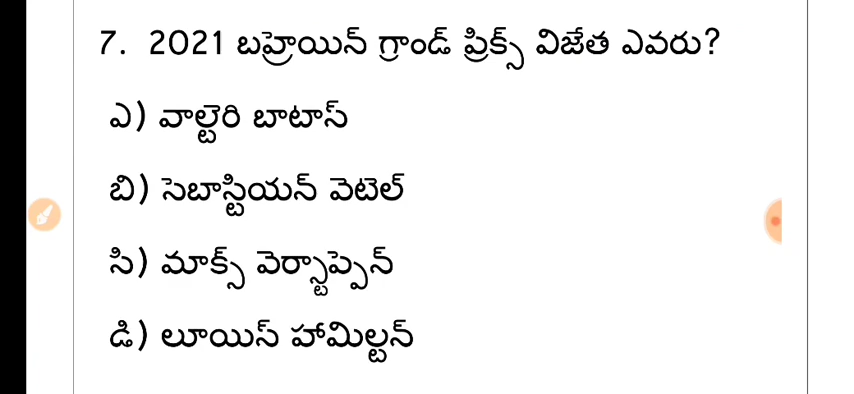 7. 2021 బహ్రెయిన్ గ్రాండ్ ప్రిక్స్ విజేత ఎవరు?
ఎ) వాల్టెరి బాటాస్
బి) సెబాస్టియన్ వెటెల్
సి) మాక్స్ వెర్స్టాప్పెన్
డి) లూయిస్ హామిల్టన్